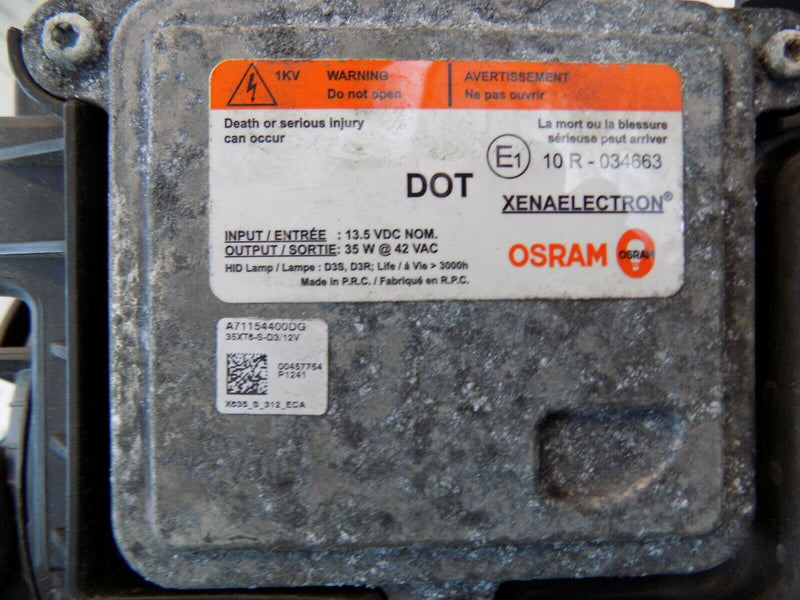 1KV WARNING
Do not open
AVERTISSEMENT
Ne pas ouvrir
Death or serious injury
can occur
La mort ou la blessure
sérieuse peut arriver
E1 10 R - 034663
DOT
XENAELECTRON®
INPUT / ENTRÉE : 13.5 VDC NOM.
OUTPUT / SORTIE: 35 W @ 42 VAC
HID Lamp / Lampe : D3S, D3R; Life / á Vie > 3000h
Made in P.R.C. / Fabriqué en R.P.C.
OSRAM OSRAM
A71154400DG
35XT6-S-D3/12V
00457754
P1241
X635_S_312_ECA